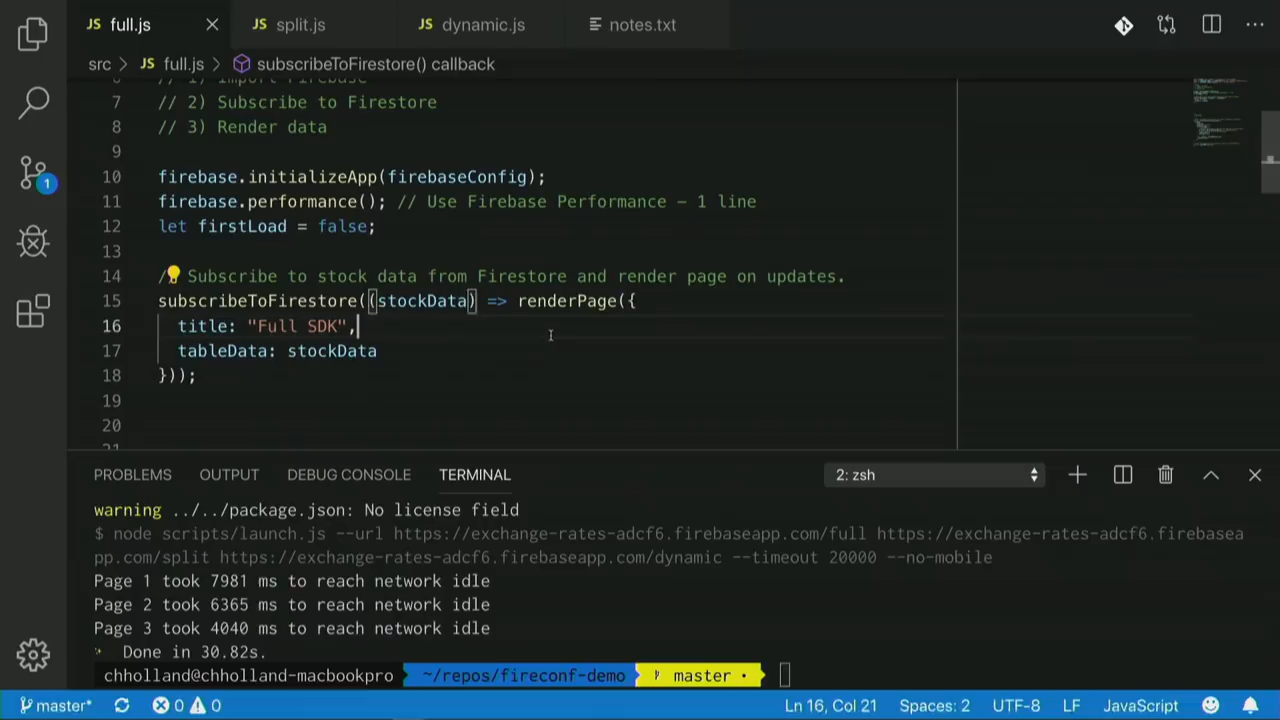 JS full.js
JS split.js
JS dynamic.js
notes.txt
src > JS full.js > subscribeToFirestore() callback
// 1) Import Firebase
7 // 2) Subscribe to Firestore
8 // 3) Render data
9
10 firebase.initializeApp(firebaseConfig);
11 firebase.performance(); // Use Firebase Performance - 1 line
12 let firstLoad = false;
13
14 / Subscribe to stock data from Firestore and render page on updates.
15 subscribeToFirestore((stockData) => renderPage({
16 title: "Full SDK",
17 tableData: stockData
18 }));
19
20
21
1
PROBLEMS OUTPUT DEBUG CONSOLE TERMINAL 2: zsh
warning ../../package.json: No license field
$ node scripts/launch.js --url https://exchange-rates-adcf6.firebaseapp.com/full https://exchange-rates-adcf6.firebasea
pp.com/split https://exchange-rates-adcf6.firebaseapp.com/dynamic --timeout 20000 --no-mobile
Page 1 took 7981 ms to reach network idle
Page 2 took 6365 ms to reach network idle
Page 3 took 4040 ms to reach network idle
Done in 30.82s.
chholland@chholland-macbookpro ~/repos/fireconf-demo master •
master* 0 0 Ln 16, Col 21 Spaces: 2 UTF-8 LF JavaScript